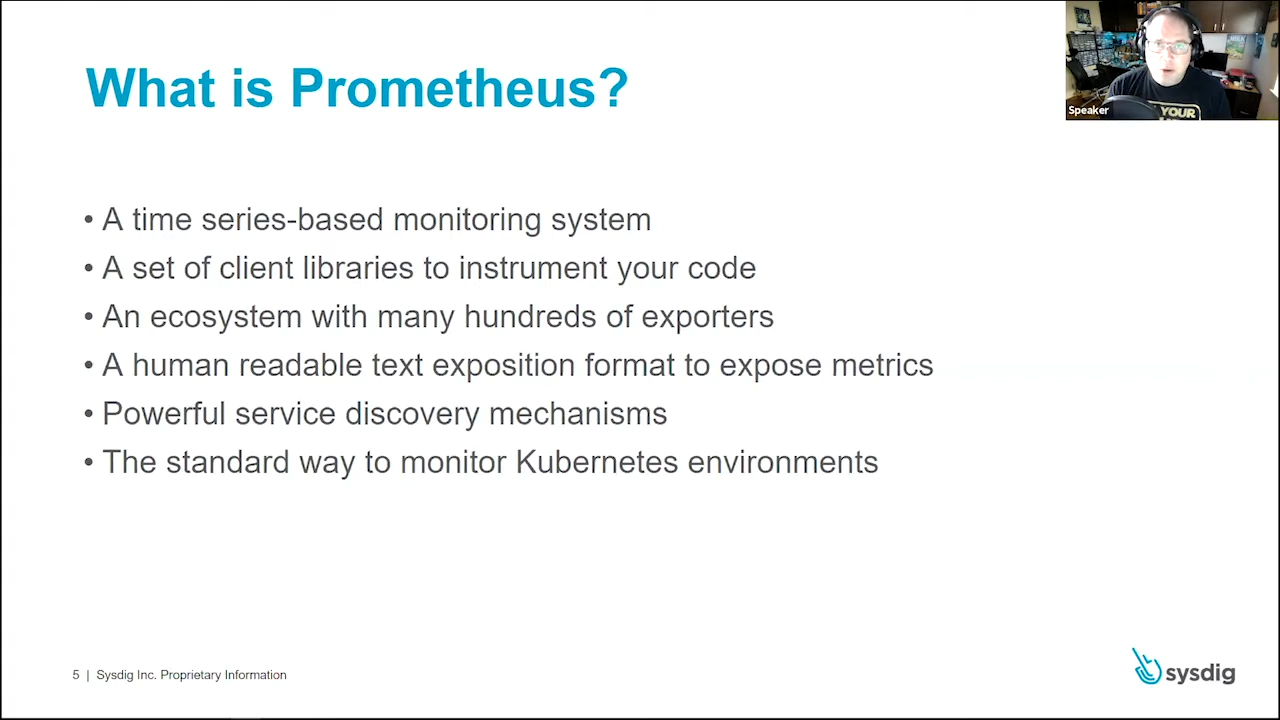 What is Prometheus?
Speaker
YOUR
• A time series-based monitoring system
• A set of client libraries to instrument your code
• An ecosystem with many hundreds of exporters
• A human readable text exposition format to expose metrics
• Powerful service discovery mechanisms
• The standard way to monitor Kubernetes environments
5 | Sysdig Inc. Proprietary Information
sysdig